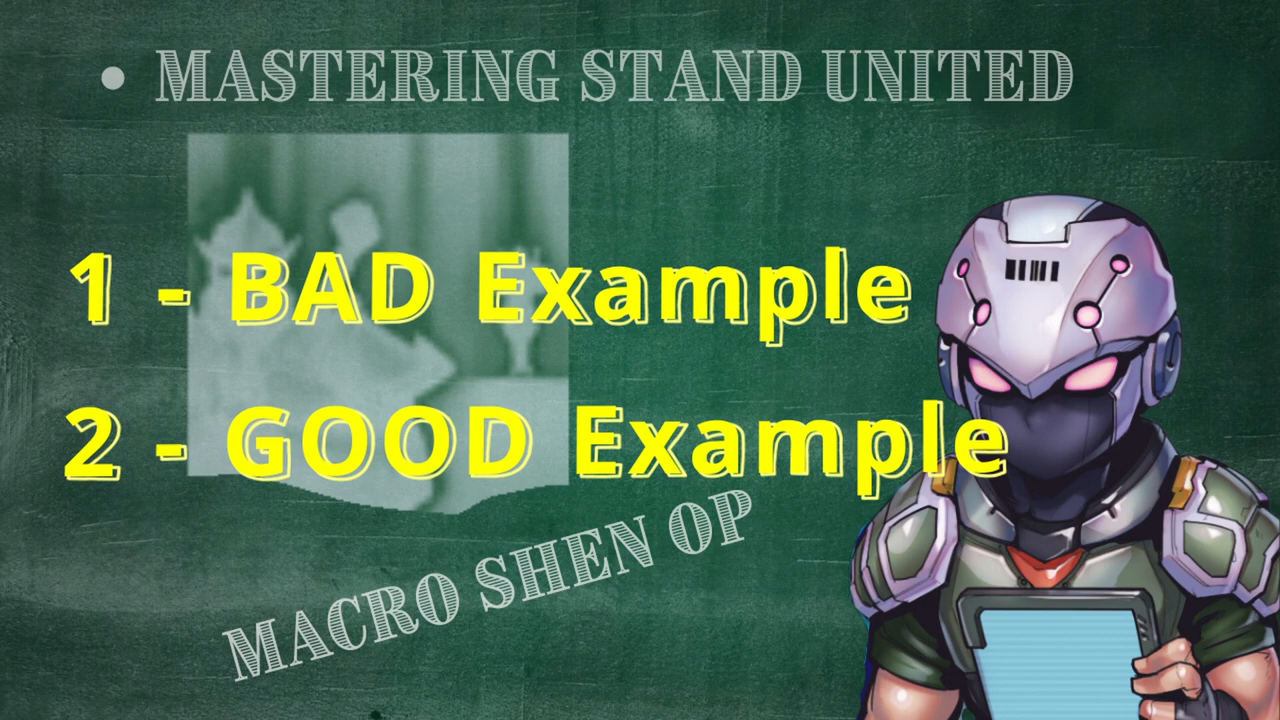 • MASTERING STAND UNITED
1 - BAD Example
2 - GOOD Example
MACRO SHEN OP